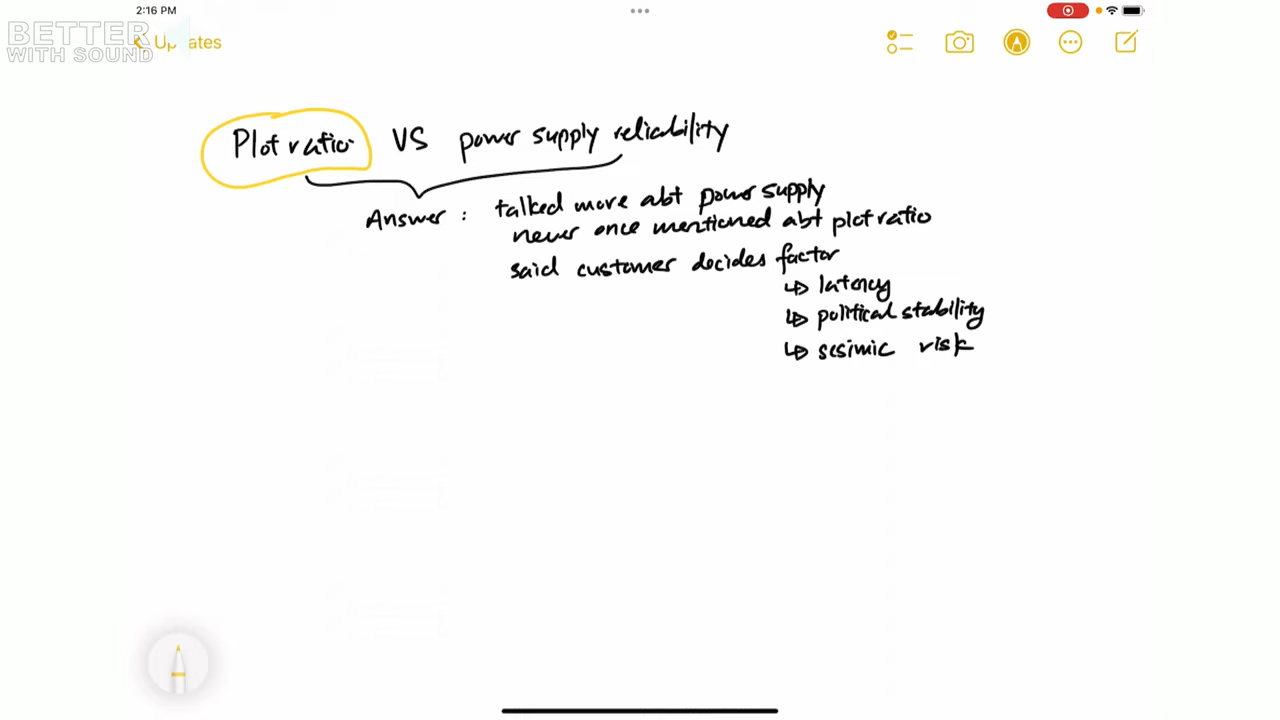 2:16 PM
BETTER
WITH SOUND
Updates
Plot ratio VS power supply reliability
Answer : talked more abt power supply
never once mentioned abt plot ratio
said customer decides factor
↳ latency
↳ political stability
↳ sesimic risk